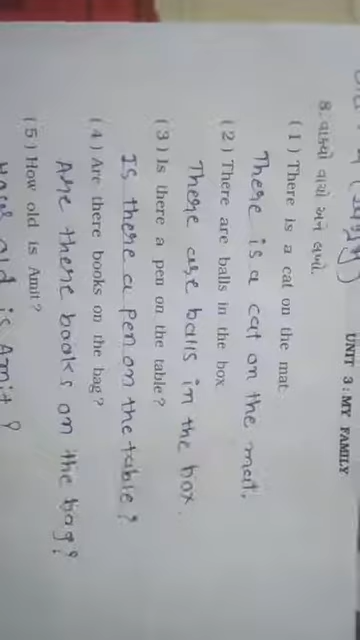 UNIT 3 : MY FAMILY
8. વાક્યો વાંચો અને લખો.
( 1 ) There is a cat on the mat.
There is a cat on the mat.
( 2 ) There are balls in the box
There are balls in the box.
( 3 ) Is there a pen on the table ?
Is there a pen on the table ?
( 4 ) Are there books on the bag ?
Are there books on the bag ?
( 5 ) How old is Amit ?
old is Amit ?